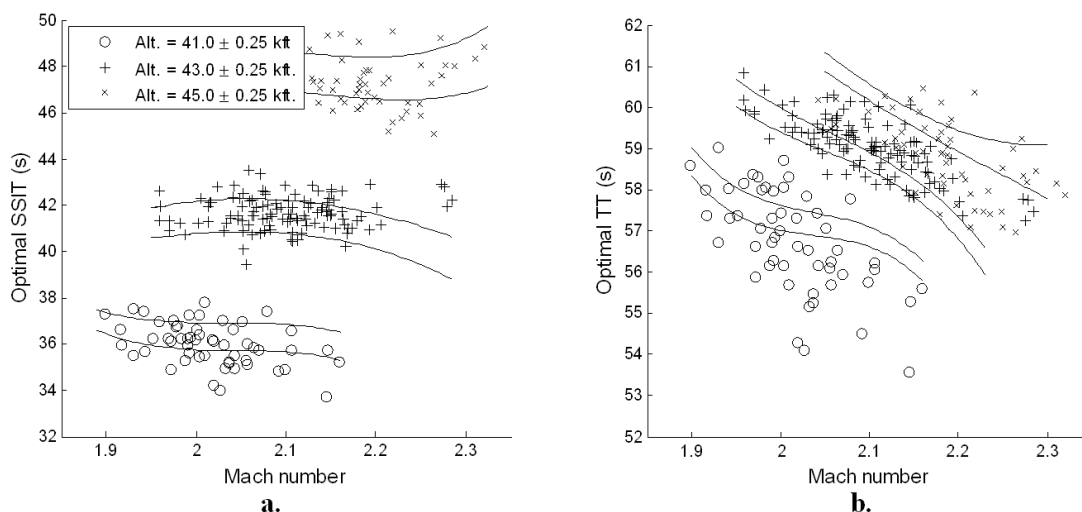 50
48
46
44
42
40
38
36
34
32
Optimal SSIT (s)
Alt. = 41.0 ± 0.25 kft
Alt. = 43.0 ± 0.25 kft.
Alt. = 45.0 ± 0.25 kft.
1.9 2 2.1 2.2 2.3
Mach number
a.
62
61
60
59
58
57
56
55
54
53
52
Optimal TT (s)
1.9 2 2.1 2.2 2.3
Mach number
b.